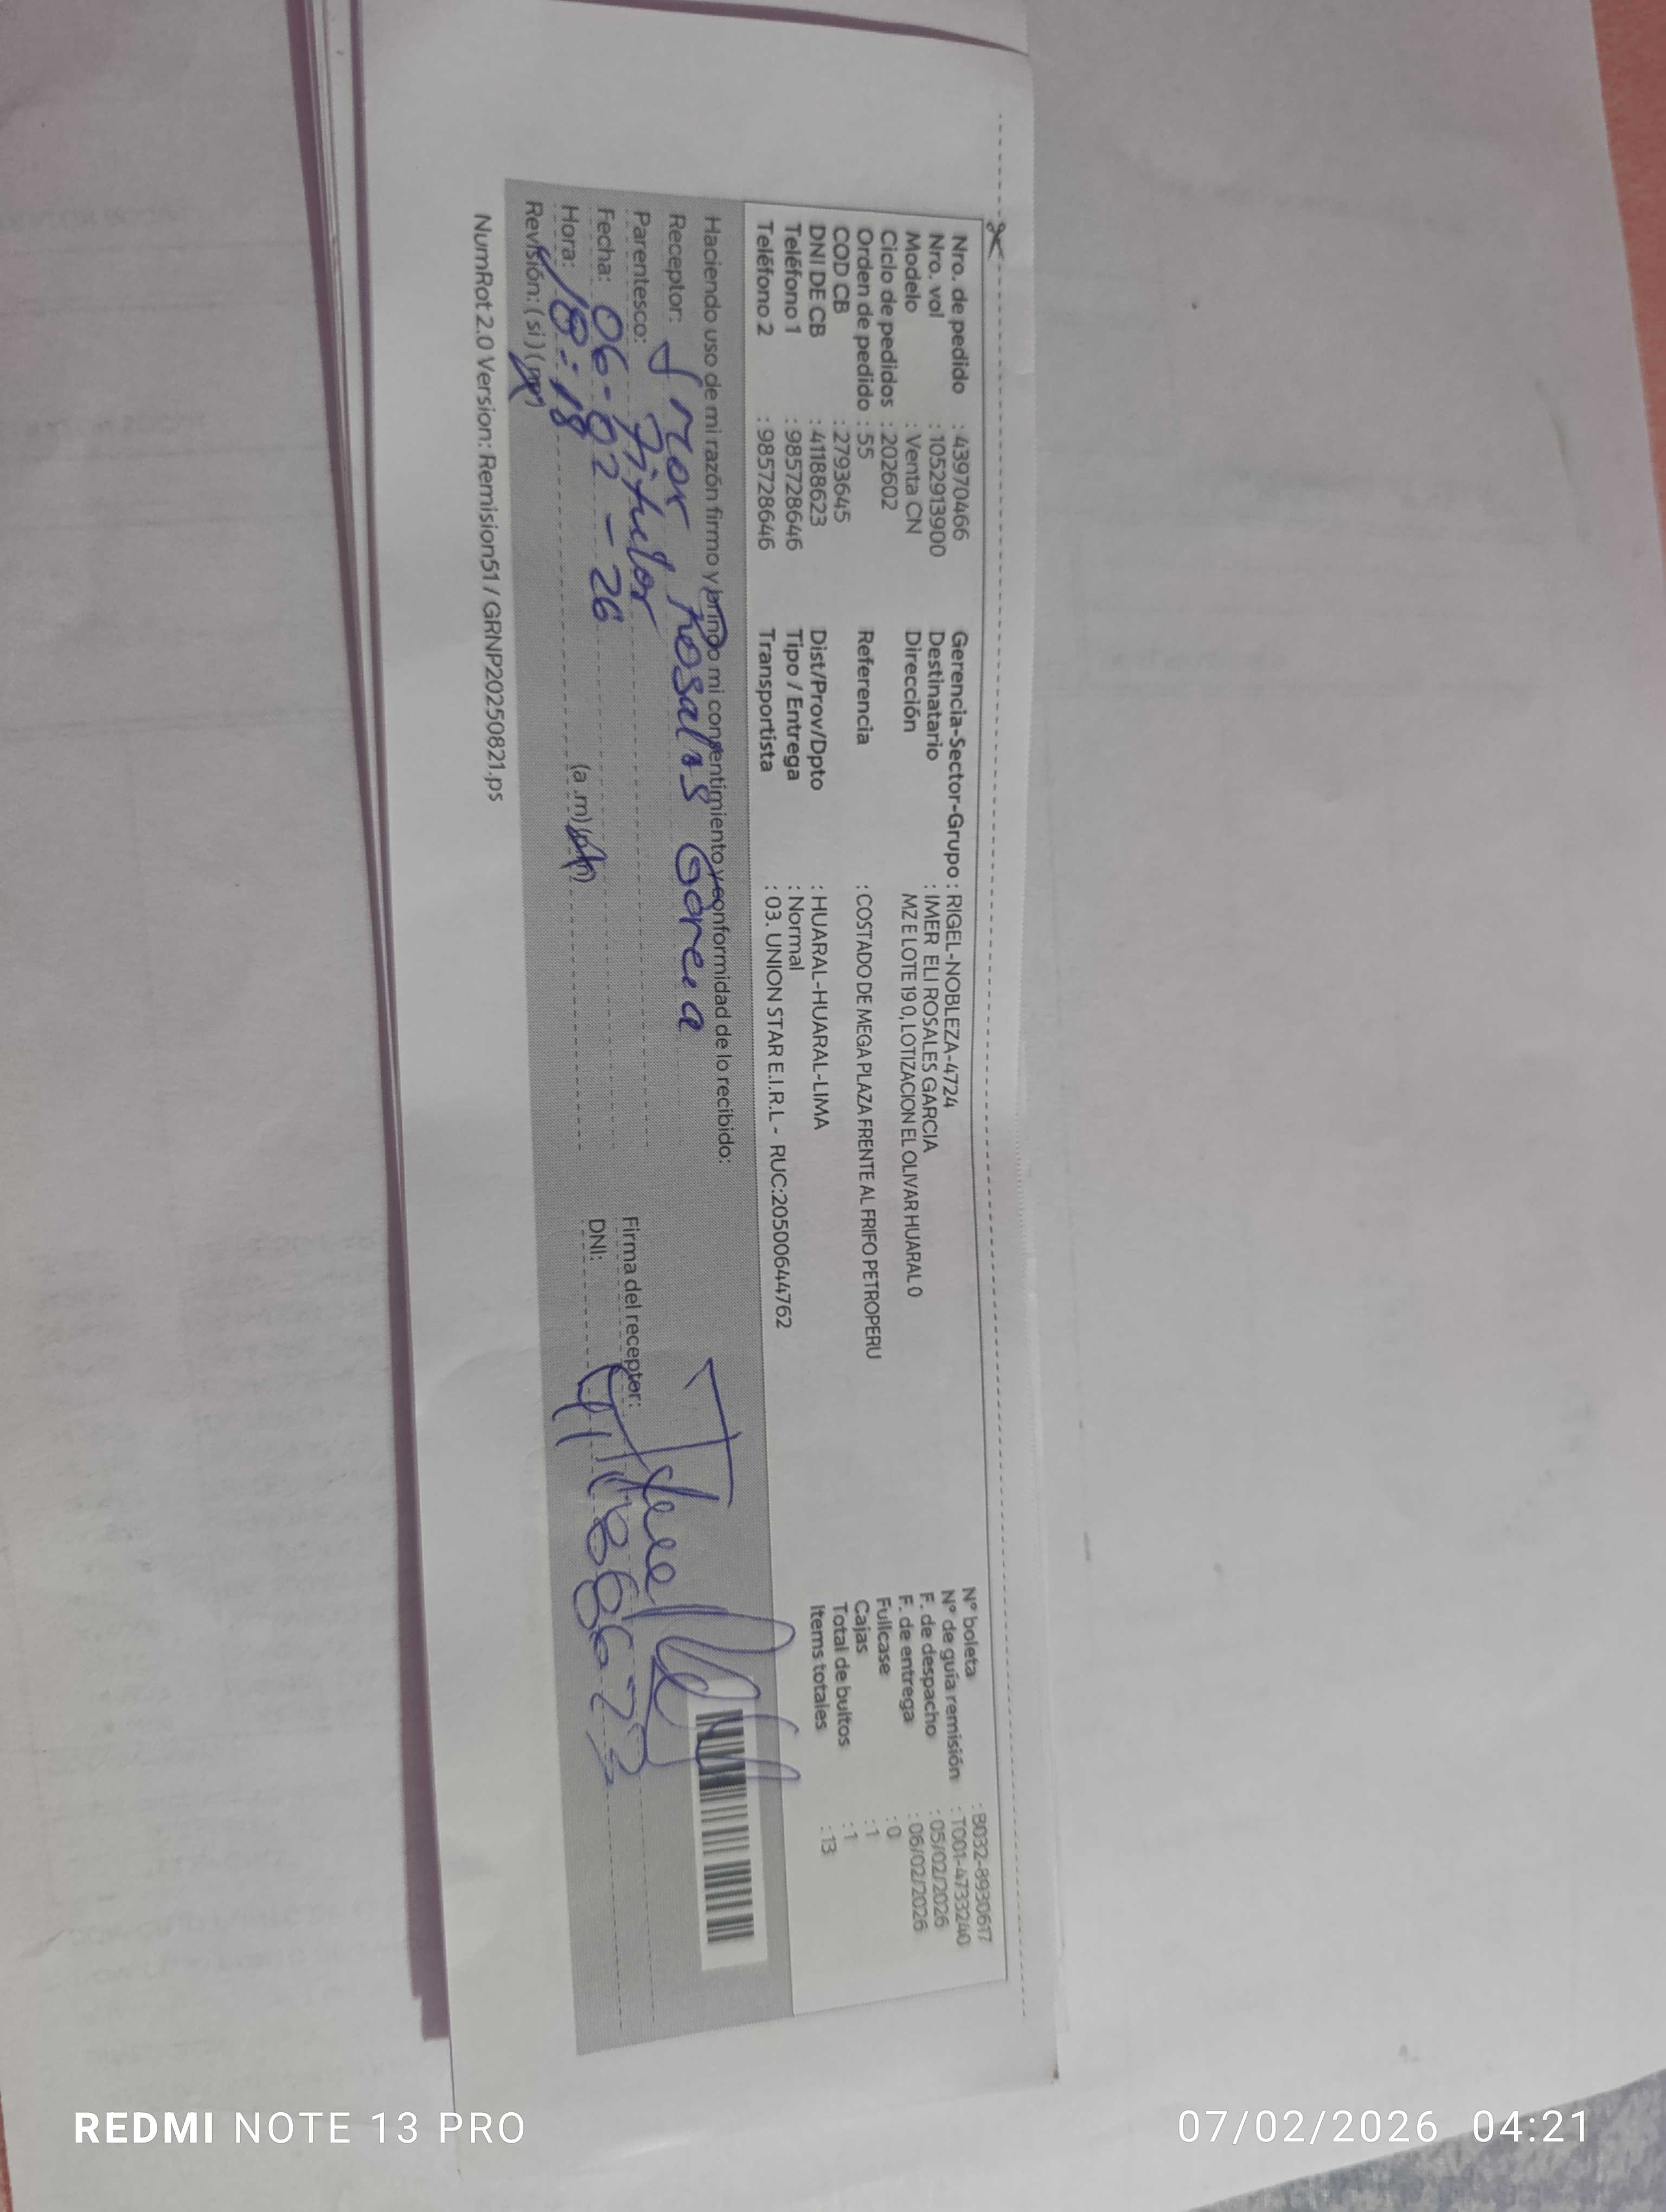 Nro. de pedido : 43970466 Gerencia-Sector-Grupo : RIGEL-NOBLEZA-4724 N° boleta : B032-8930617
Nro. vol : 1052913900 Destinatario : IMER ELI ROSALES GARCIA N° de guía remisión : T001-4733240
Modelo : Venta CN Dirección MZ E LOTE 19 0, LOTIZACION EL OLIVAR HUARAL 0 F. de despacho : 05/02/2026
Ciclo de pedidos : 202602 F. de entrega : 06/02/2026
Orden de pedido : 55 Referencia : COSTADO DE MEGA PLAZA FRENTE AL FRIFO PETROPERU Fullcase : 0
COD CB : 2793645 Cajas : 1
DNI DE CB : 41188623 Dist/Prov/Dpto : HUARAL-HUARAL-LIMA Total de bultos : 1
Teléfono 1 : 985728646 Tipo / Entrega : Normal Items totales : 13
Teléfono 2 : 985728646 Transportista : 03. UNION STAR E.I.R.L - RUC:20500644762
Haciendo uso de mi razón firmo y brindo mi consentimiento y conformidad de lo recibido:
Receptor: Rosales
Parentesco: Titular Firma del receptor:
Fecha: 06-02-26 DNI: 41188623
Hora: 18:18 (a.m) (pm)
Revisión: (si) (no)
NumRot 2.0 Version: Remision51 / GRNP20250821.ps
REDMI NOTE 13 PRO 07/02/2026 04:21